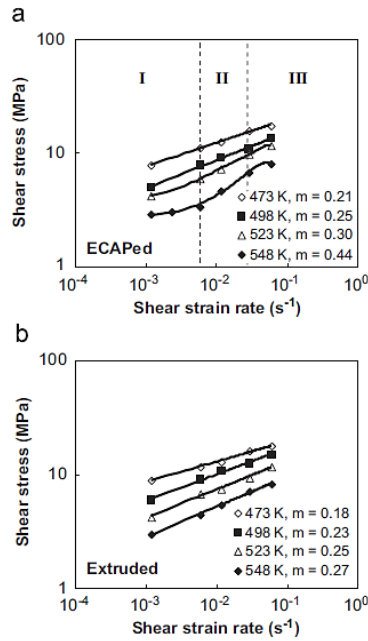 a
100
I
II
III
Shear stress (MPa)
10
473 K, m = 0.21
498 K, m = 0.25
523 K, m = 0.30
ECAPed
548 K, m = 0.44
1
10⁻⁴
10⁻³
10⁻²
10⁻¹
10⁰
Shear strain rate (s⁻¹)
b
100
Shear stress (MPa)
10
473 K, m = 0.18
498 K, m = 0.23
523 K, m = 0.25
Extruded
548 K, m = 0.27
1
10⁻⁴
10⁻³
10⁻²
10⁻¹
10⁰
Shear strain rate (s⁻¹)